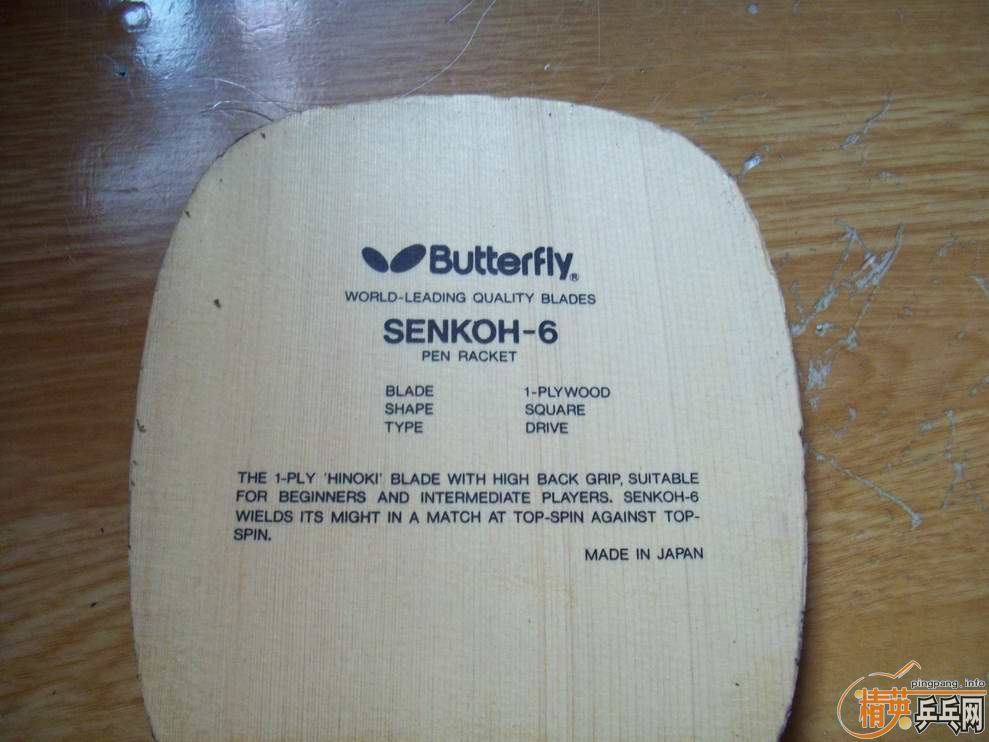 Butterfly®
WORLD-LEADING QUALITY BLADES
SENKOH-6
PEN RACKET
BLADE 1-PLYWOOD
SHAPE SQUARE
TYPE DRIVE
THE 1-PLY 'HINOKI' BLADE WITH HIGH BACK GRIP, SUITABLE
FOR BEGINNERS AND INTERMEDIATE PLAYERS. SENKOH-6
WIELDS ITS MIGHT IN A MATCH AT TOP-SPIN AGAINST TOP-
SPIN.
MADE IN JAPAN
pingpang.info
精英乒乓网